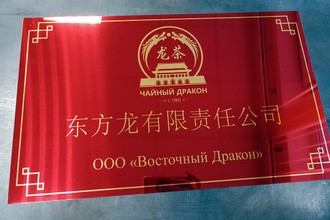 龙茶
ЧАЙНЫЙ ДРАКОН
东方龙有限责任公司
ООО «Восточный Дракон»